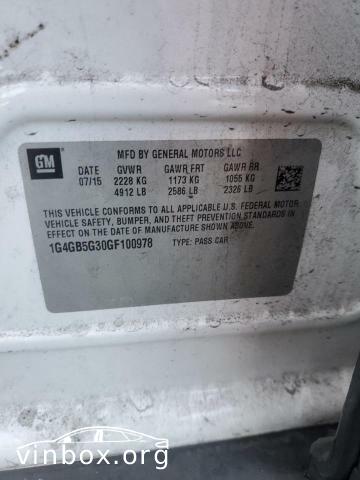 GM
MFD BY GENERAL MOTORS LLC
DATE GVWR GAWR FRT GAWR RR
07/15 2228 KG 1173 KG 1055 KG
4912 LB 2586 LB 2326 LB
THIS VEHICLE CONFORMS TO ALL APPLICABLE U.S. FEDERAL MOTOR
VEHICLE SAFETY, BUMPER, AND THEFT PREVENTION STANDARDS IN
EFFECT ON THE DATE OF MANUFACTURE SHOWN ABOVE.
1G4GB5G30GF100978 TYPE: PASS CAR
vinbox.org